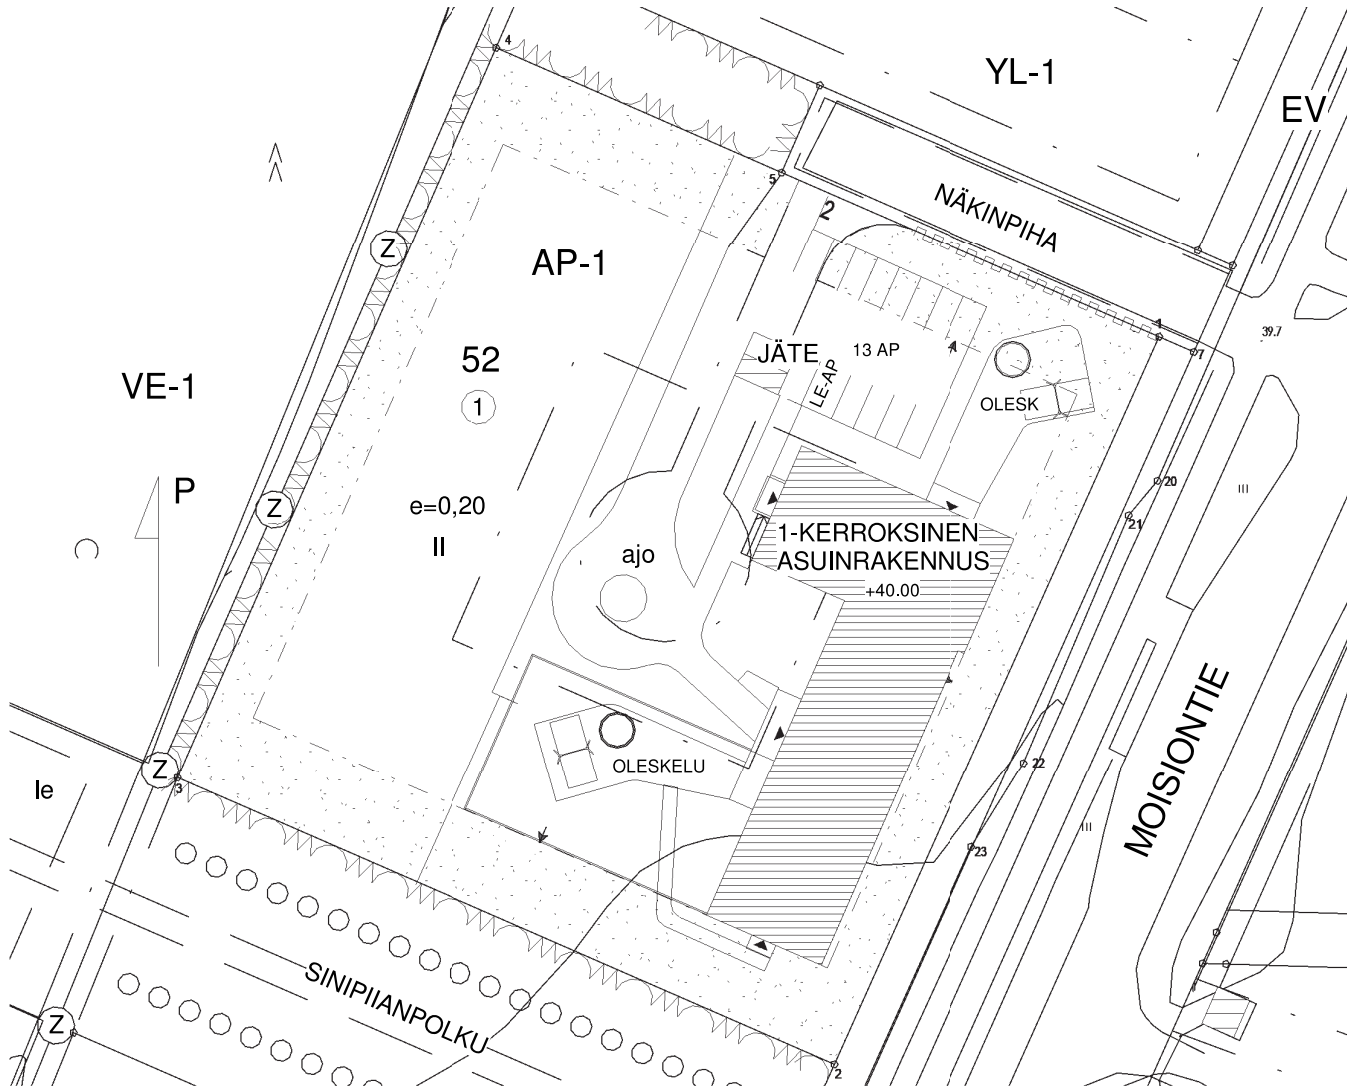 4
YL-1
EV
5
2
NÄKINPIHA
AP-1
Z
1
39.7
7
JÄTE
13 AP
52
VE-1
LE-AP
OLESK
1
P
Z
20
III
e=0,20
21
II
1-KERROKSINEN
ASUINRAKENNUS
ajo
+40.00
MOISIONTIE
OLESKELU
22
Z
3
le
III
23
SINIPIIANPOLKU
Z
2